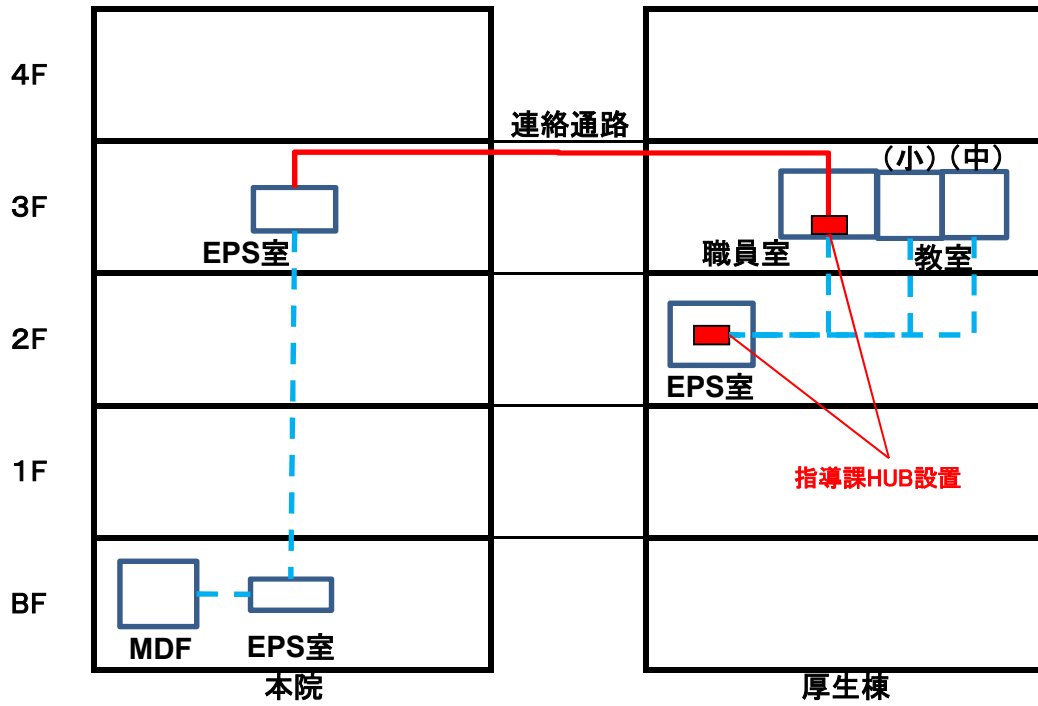 4F
連絡通路
(小)(中)
3F
EPS室
職員室
教室
2F
EPS室
1F
指導課HUB設置
BF
MDF
EPS室
本院
厚生棟